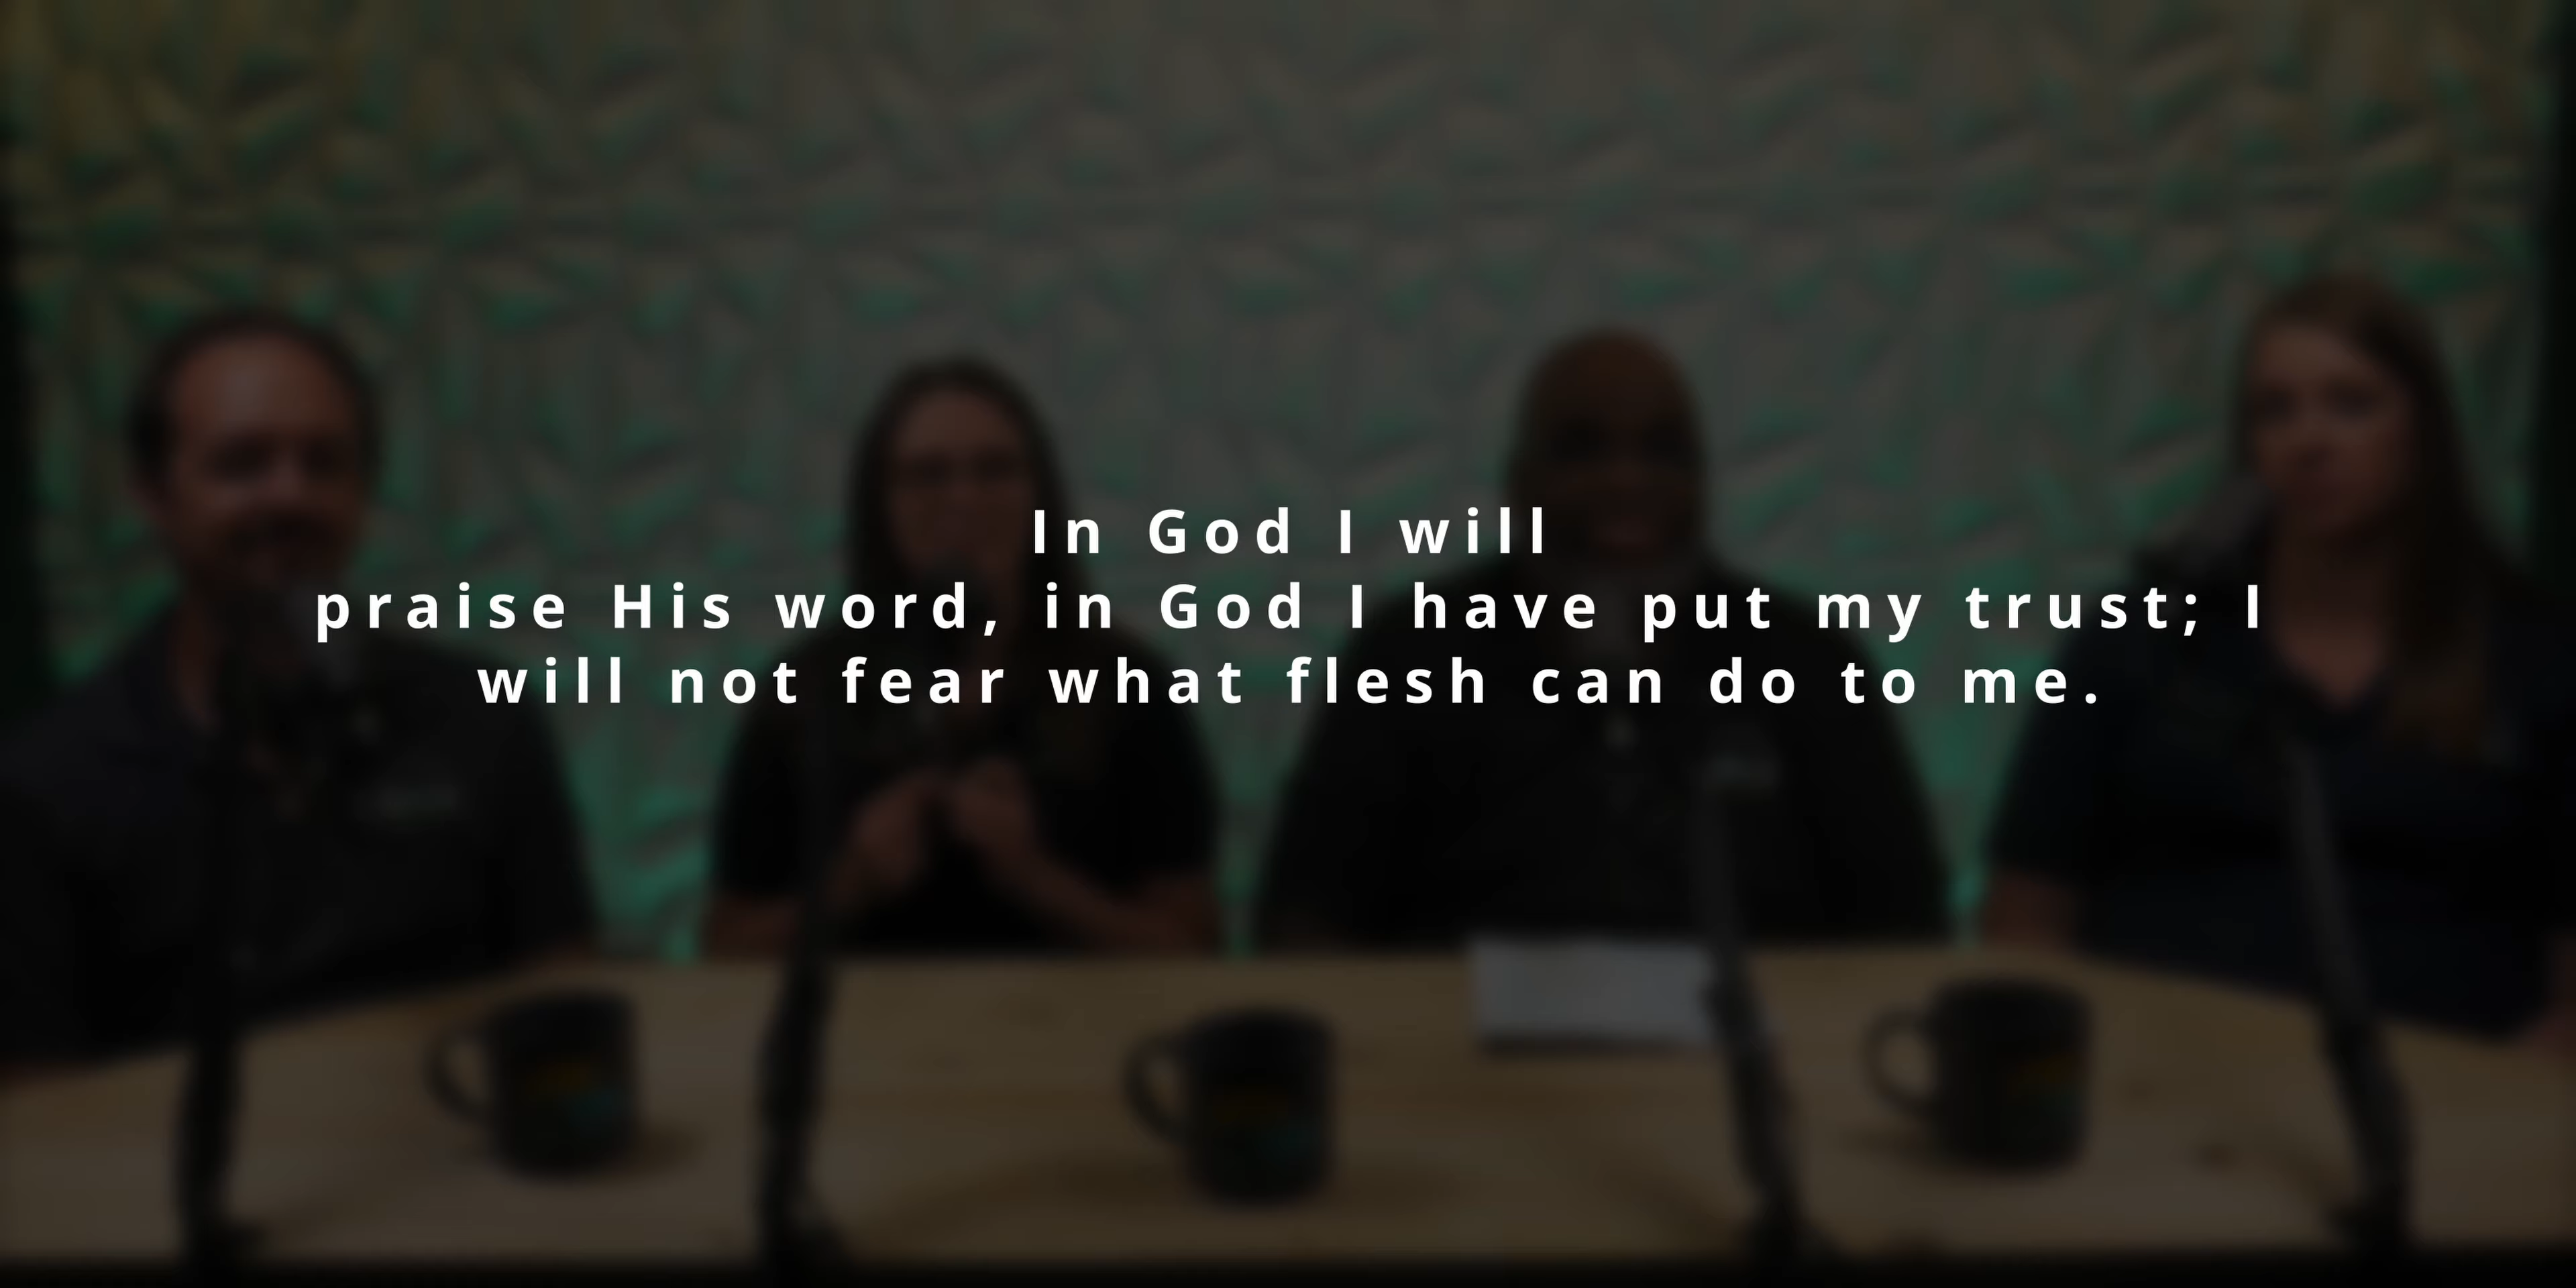 In God I will
praise His word, in God I have put my trust; I
will not fear what flesh can do to me.